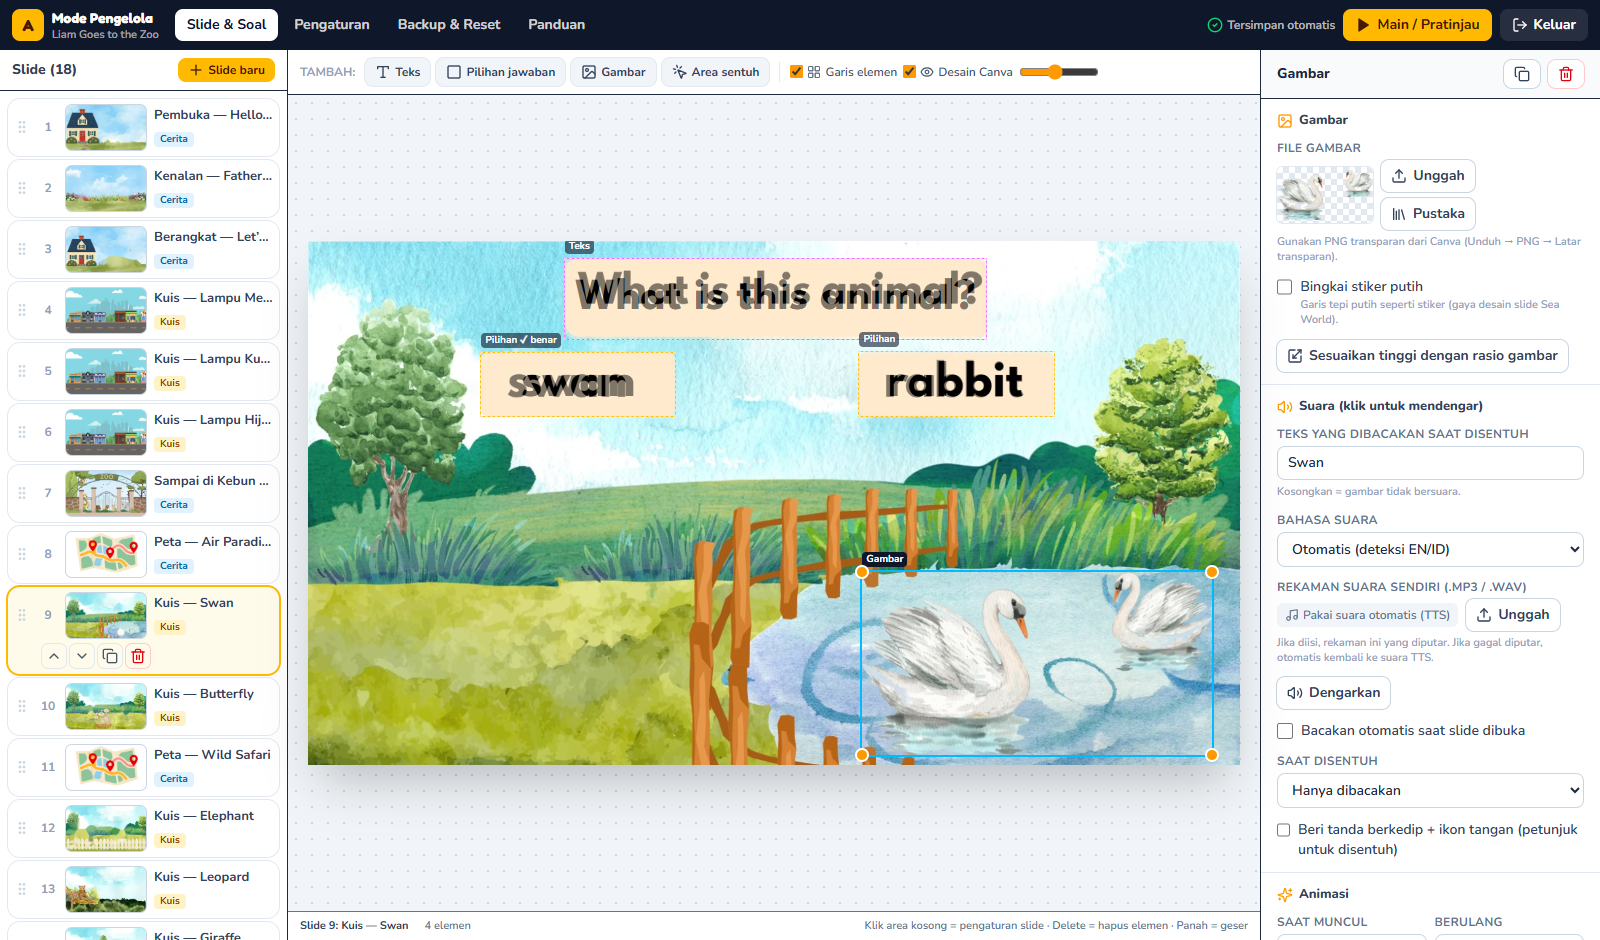 A
Mode Pengelola
Liam Goes to the Zoo
Slide & Soal
Pengaturan
Backup & Reset
Panduan
Tersimpan otomatis
Main / Pratinjau
Keluar
Slide (18)
Slide baru
1
Pembuka — Hello...
Cerita
2
Kenalan — Father...
Cerita
3
Berangkat — Let'...
Cerita
4
Kuis — Lampu Me...
Kuis
5
Kuis — Lampu Ku...
Kuis
6
Kuis — Lampu Hij...
Kuis
7
Sampai di Kebun ...
Cerita
8
Peta — Air Paradi...
Cerita
9
Kuis — Swan
Kuis
10
Kuis — Butterfly
Kuis
11
Peta — Wild Safari
Cerita
12
Kuis — Elephant
Kuis
13
Kuis — Leopard
Kuis
Kuis — Giraffe
TAMBAH:
Teks
Pilihan jawaban
Gambar
Area sentuh
Garis elemen
Desain Canva
Teks
What is this animal?
Pilihan ✓ benar
swan
Pilihan
rabbit
Gambar
Slide 9: Kuis — Swan
4 elemen
Klik area kosong = pengaturan slide · Delete = hapus elemen · Panah = geser
Gambar
Gambar
FILE GAMBAR
Unggah
Pustaka
Gunakan PNG transparan dari Canva (Unduh → PNG → Latar
transparan).
Bingkai stiker putih
Garis tepi putih seperti stiker (gaya desain slide Sea
World).
Sesuaikan tinggi dengan rasio gambar
Suara (klik untuk mendengar)
TEKS YANG DIBACAKAN SAAT DISENTUH
Swan
Kosongkan = gambar tidak bersuara.
BAHASA SUARA
Otomatis (deteksi EN/ID)
REKAMAN SUARA SENDIRI (.MP3 / .WAV)
Pakai suara otomatis (TTS)
Unggah
Jika diisi, rekaman ini yang diputar. Jika gagal diputar,
otomatis kembali ke suara TTS.
Dengarkan
Bacakan otomatis saat slide dibuka
SAAT DISENTUH
Hanya dibacakan
Beri tanda berkedip + ikon tangan (petunjuk
untuk disentuh)
Animasi
SAAT MUNCUL
BERULANG